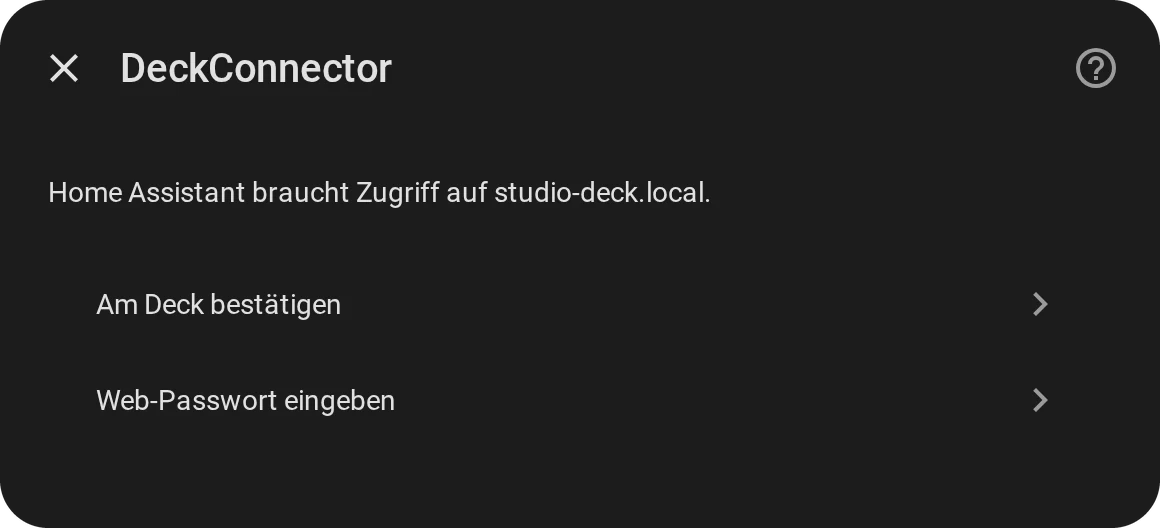 DeckConnector
Home Assistant braucht Zugriff auf studio-deck.local.
Am Deck bestätigen
Web-Passwort eingeben